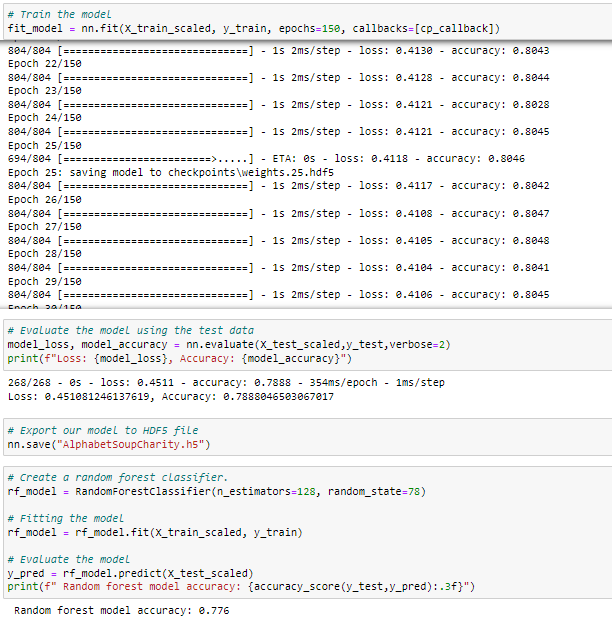 # Train the model
fit_model = nn.fit(X_train_scaled, y_train, epochs=150, callbacks=[cp_callback])
804/804 [==============================] - 1s 2ms/step - loss: 0.4130 - accuracy: 0.8043
Epoch 22/150
804/804 [==============================] - 1s 2ms/step - loss: 0.4128 - accuracy: 0.8044
Epoch 23/150
804/804 [==============================] - 1s 2ms/step - loss: 0.4121 - accuracy: 0.8028
Epoch 24/150
804/804 [==============================] - 1s 2ms/step - loss: 0.4121 - accuracy: 0.8045
Epoch 25/150
694/804 [========================>.....] - ETA: 0s - loss: 0.4118 - accuracy: 0.8046
Epoch 25: saving model to checkpoints\weights.25.hdf5
804/804 [==============================] - 1s 2ms/step - loss: 0.4117 - accuracy: 0.8042
Epoch 26/150
804/804 [==============================] - 1s 2ms/step - loss: 0.4108 - accuracy: 0.8047
Epoch 27/150
804/804 [==============================] - 1s 2ms/step - loss: 0.4105 - accuracy: 0.8048
Epoch 28/150
804/804 [==============================] - 1s 2ms/step - loss: 0.4104 - accuracy: 0.8041
Epoch 29/150
804/804 [==============================] - 1s 2ms/step - loss: 0.4106 - accuracy: 0.8045
Epoch 30/150
# Evaluate the model using the test data
model_loss, model_accuracy = nn.evaluate(X_test_scaled,y_test,verbose=2)
print(f"Loss: {model_loss}, Accuracy: {model_accuracy}")
268/268 - 0s - loss: 0.4511 - accuracy: 0.7888 - 354ms/epoch - 1ms/step
Loss: 0.451081246137619, Accuracy: 0.7888046503067017
# Export our model to HDF5 file
nn.save("AlphabetSoupCharity.h5")
# Create a random forest classifier.
rf_model = RandomForestClassifier(n_estimators=128, random_state=78)
# Fitting the model
rf_model = rf_model.fit(X_train_scaled, y_train)
# Evaluate the model
y_pred = rf_model.predict(X_test_scaled)
print(f" Random forest model accuracy: {accuracy_score(y_test,y_pred):.3f}")
Random forest model accuracy: 0.776